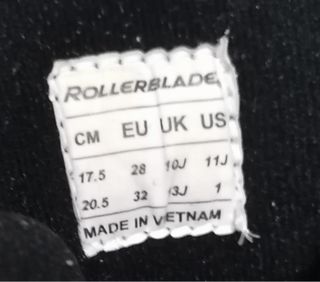 ROLLERBLADE
CM EU UK US
17.5 28 10J 11J
20.5 32 13J 1
MADE IN VIETNAM